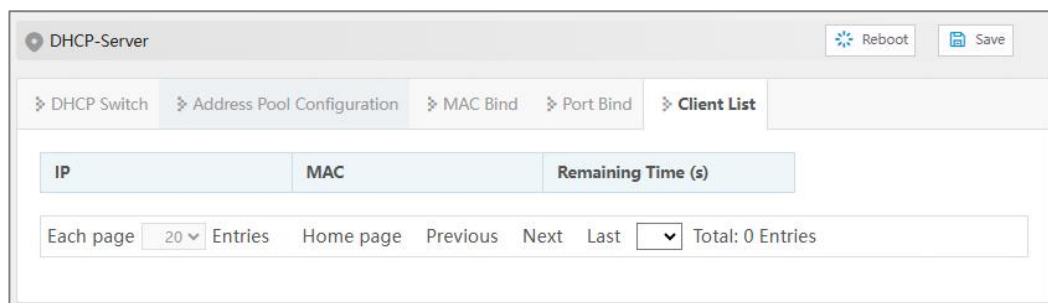 DHCP-Server Reboot Save
DHCP Switch Address Pool Configuration MAC Bind Port Bind Client List
IP MAC Remaining Time (s)
Each page 20 Entries Home page Previous Next Last Total: 0 Entries